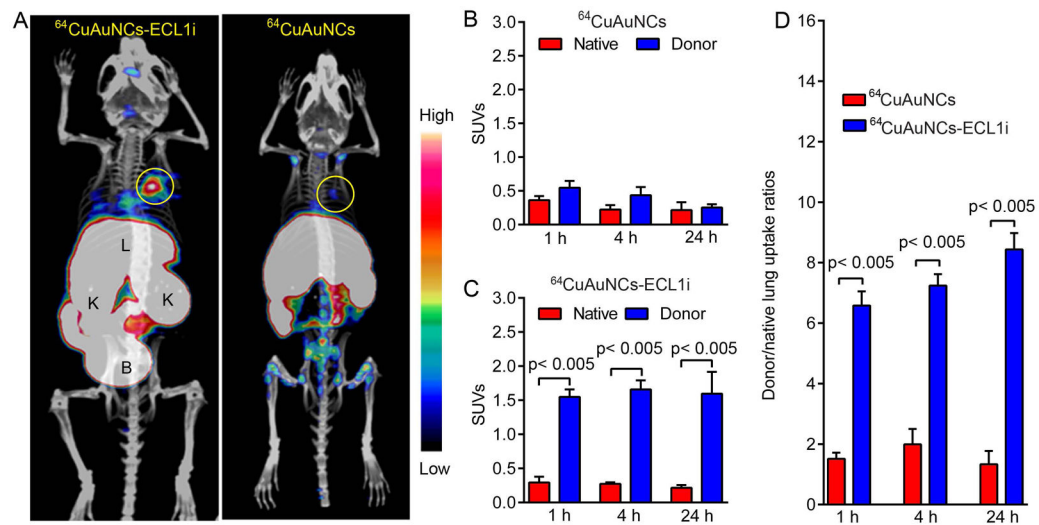 A
⁶⁴CuAuNCs-ECL1i
⁶⁴CuAuNCs
L
K
K
B
High
Low
B
⁶⁴CuAuNCs
Native
Donor
SUVs
3.0
2.5
2.0
1.5
1.0
0.5
0.0
1 h
4 h
24 h
C
⁶⁴CuAuNCs-ECL1i
Native
Donor
SUVs
3.0
2.5
2.0
1.5
1.0
0.5
0.0
p< 0.005
p< 0.005
p< 0.005
1 h
4 h
24 h
D
Donor/native lung uptake ratios
16
14
12
10
8
6
4
2
0
⁶⁴CuAuNCs
⁶⁴CuAuNCs-ECL1i
p< 0.005
p< 0.005
p< 0.005
1 h
4 h
24 h